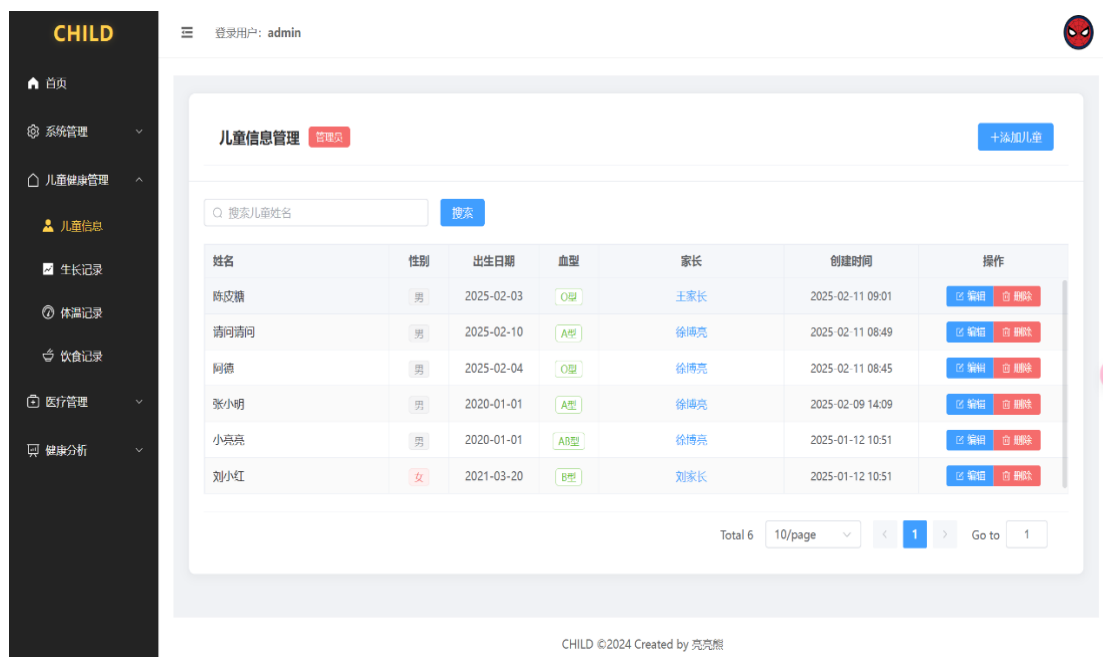 CHILD
登录用户：admin
首页
系统管理
儿童健康管理
儿童信息
生长记录
体温记录
饮食记录
医疗管理
健康分析
儿童信息管理 管理员
+添加儿童
搜索儿童姓名 搜索
姓名 性别 出生日期 血型 家长 创建时间 操作
陈皮糖 男 2025-02-03 O型 王家长 2025-02-11 09:01 编辑 删除
请问请问 男 2025-02-10 A型 徐博亮 2025-02-11 08:49 编辑 删除
阿德 男 2025-02-04 O型 徐博亮 2025-02-11 08:45 编辑 删除
张小明 男 2020-01-01 A型 徐博亮 2025-02-09 14:09 编辑 删除
小亮亮 男 2020-01-01 AB型 徐博亮 2025-01-12 10:51 编辑 删除
刘小红 女 2021-03-20 B型 刘家长 2025-01-12 10:51 编辑 删除
Total 6 10/page 1 Go to 1
CHILD ©2024 Created by 亮亮熊